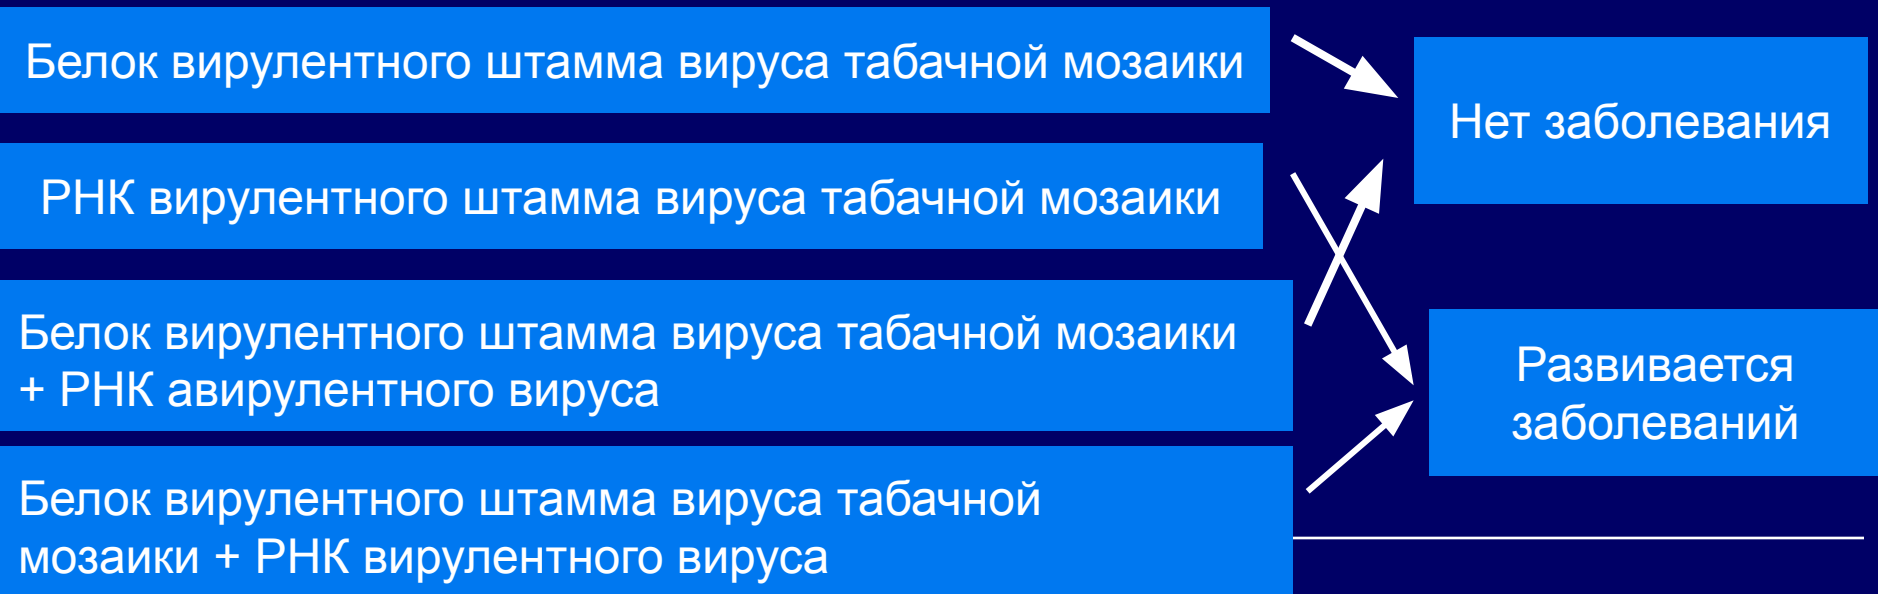 Белок вирулентного штамма вируса табачной мозаики
Нет заболевания
РНК вирулентного штамма вируса табачной мозаики
Белок вирулентного штамма вируса табачной мозаики
+ РНК авирулентного вируса
Развивается
заболеваний
Белок вирулентного штамма вируса табачной
мозаики + РНК вирулентного вируса